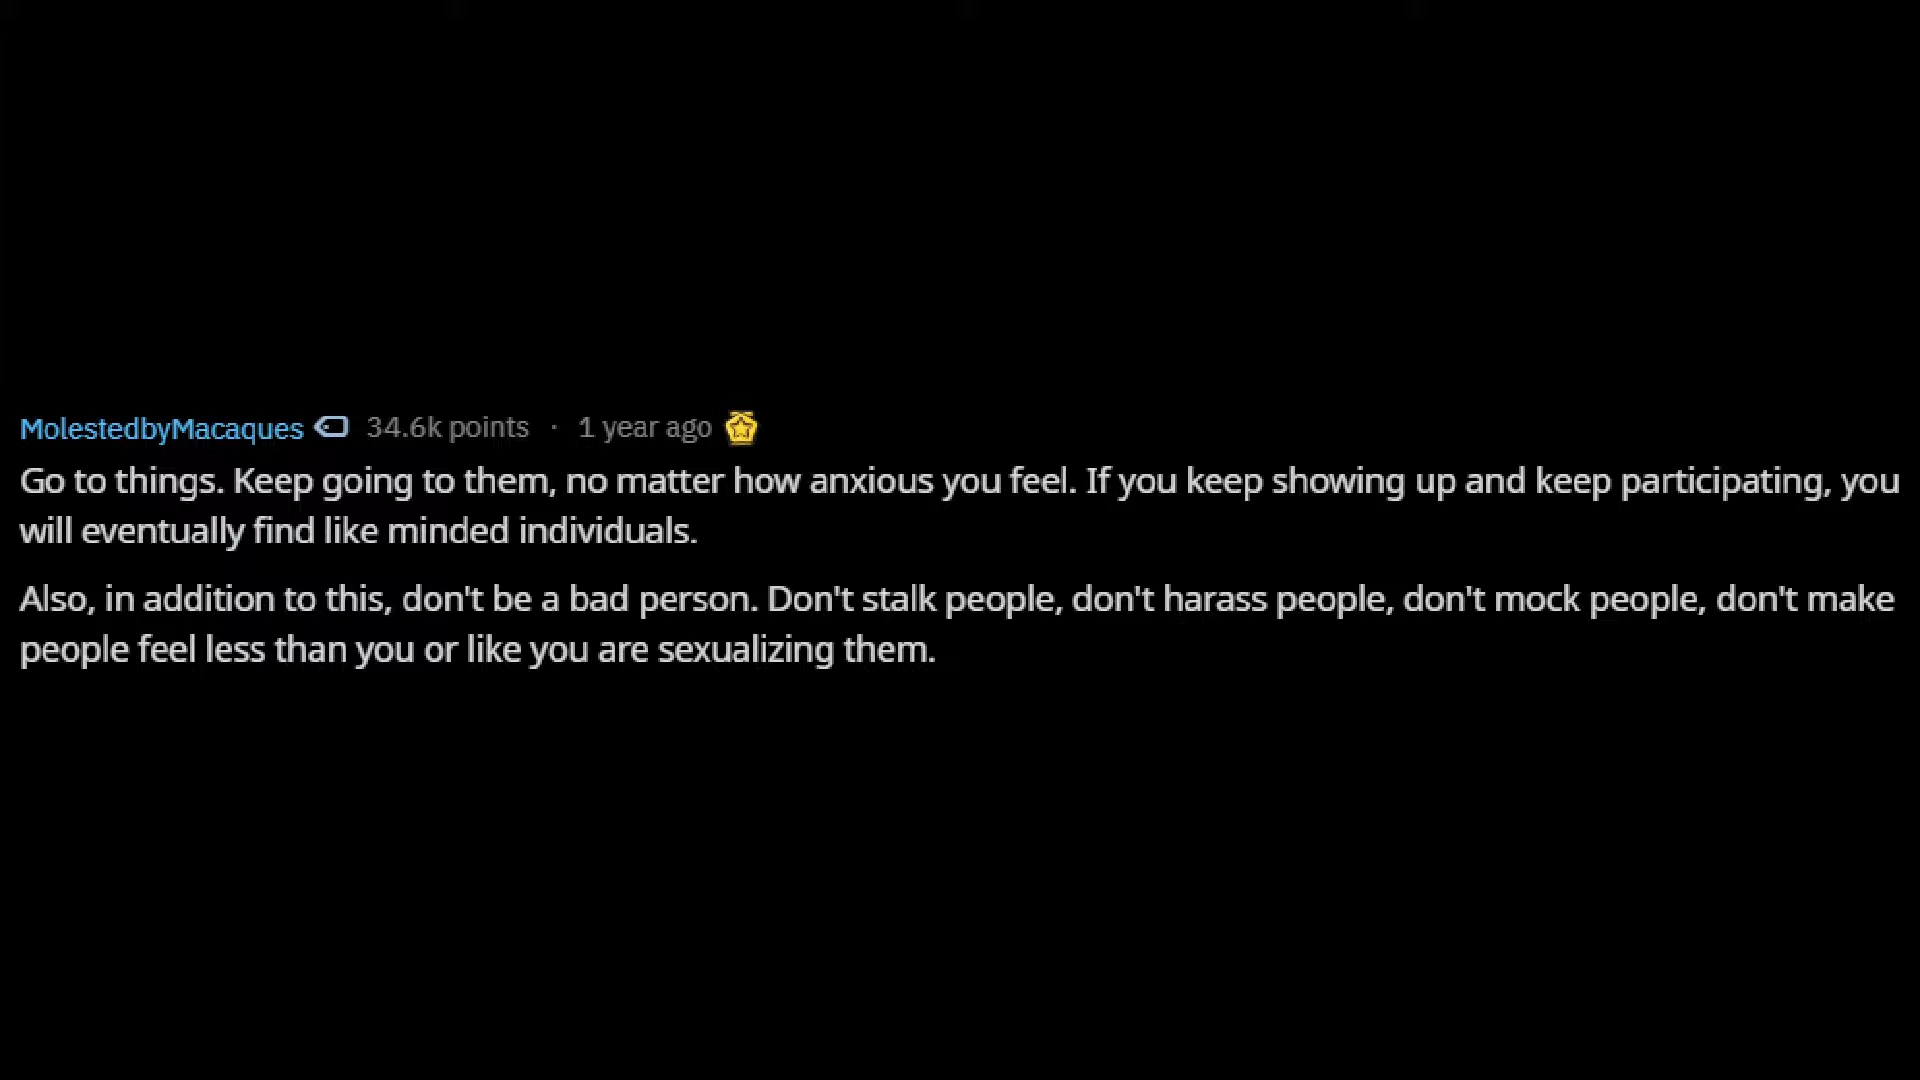 MolestedbyMacaques 34.6k points · 1 year ago
Go to things. Keep going to them, no matter how anxious you feel. If you keep showing up and keep participating, you
will eventually find like minded individuals.
Also, in addition to this, don't be a bad person. Don't stalk people, don't harass people, don't mock people, don't make
people feel less than you or like you are sexualizing them.